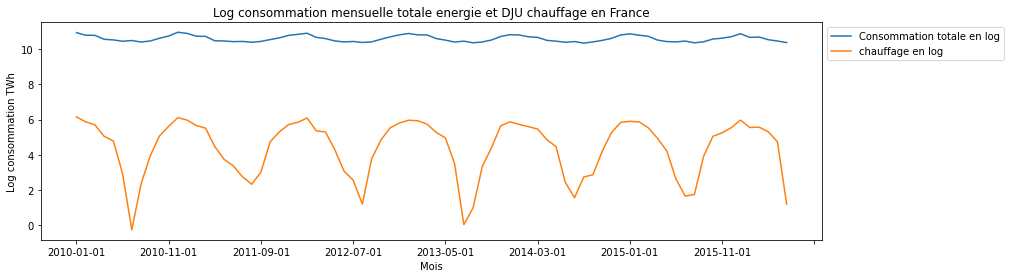 Log consommation mensuelle totale energie et DJU chauffage en France
Consommation totale en log
chauffage en log
Log consommation TWh
10
8
6
4
2
0
2010-01-01 2010-11-01 2011-09-01 2012-07-01 2013-05-01 2014-03-01 2015-01-01 2015-11-01
Mois